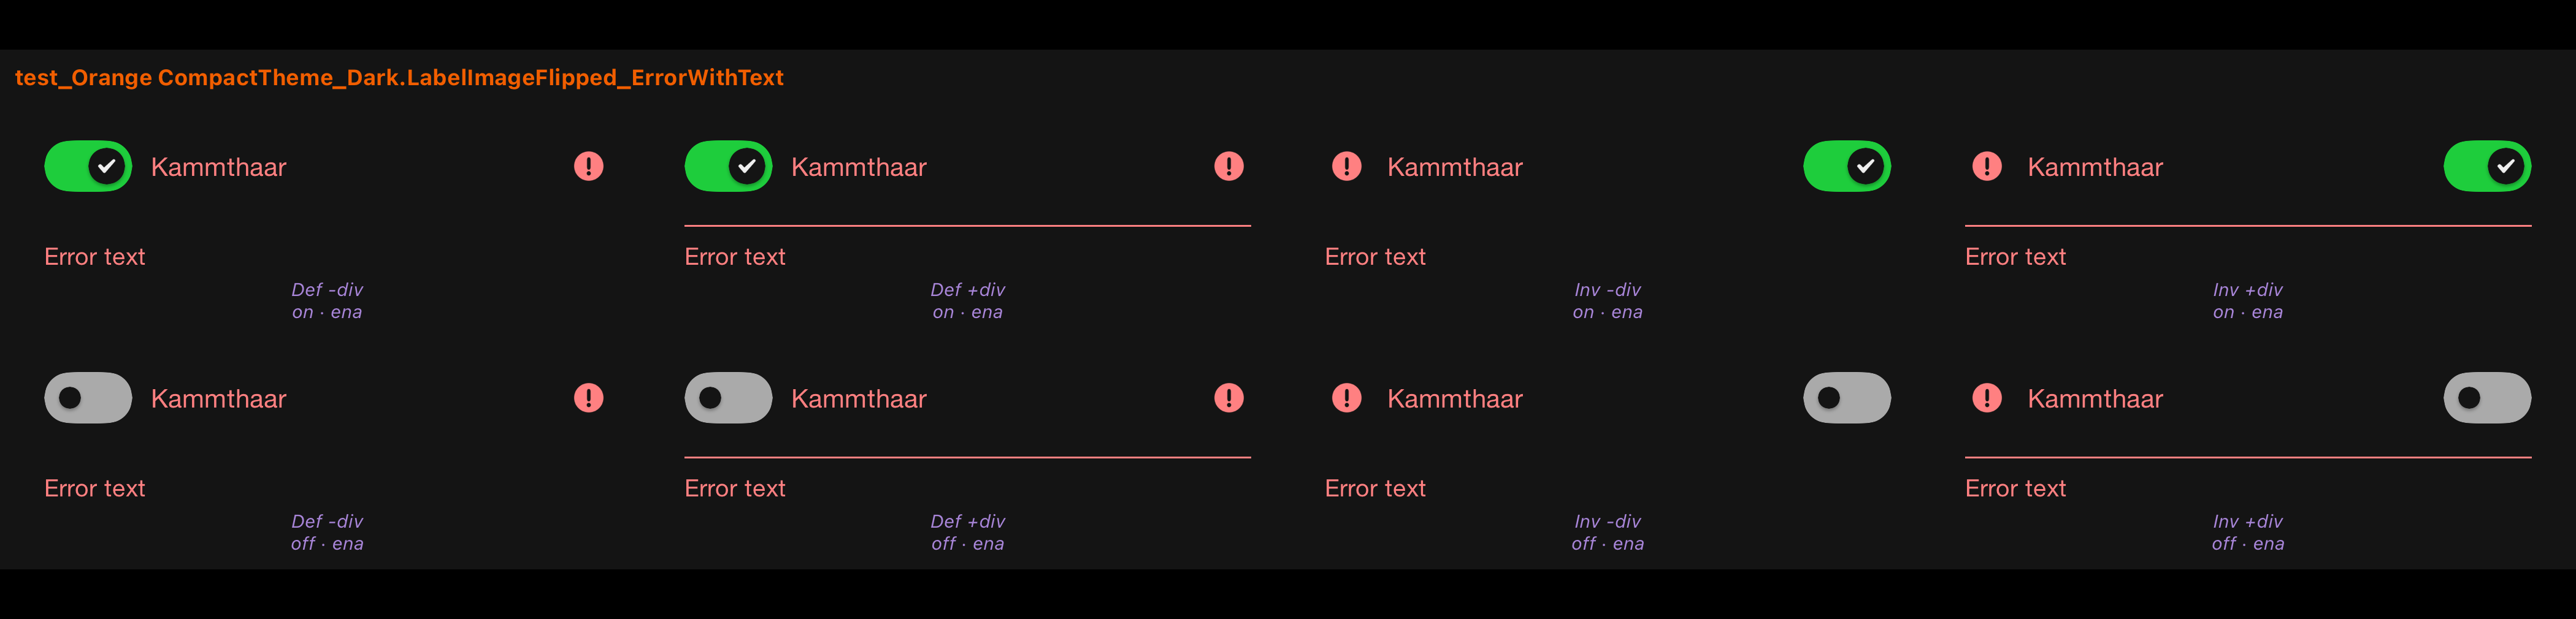 test_Orange CompactTheme_Dark.LabelImageFlipped_ErrorWithText
Kammthaar
Kammthaar
Kammthaar
Kammthaar
Error text
Error text
Error text
Error text
Def -div
on · ena
Def +div
on · ena
Inv -div
on · ena
Inv +div
on · ena
Kammthaar
Kammthaar
Kammthaar
Kammthaar
Error text
Error text
Error text
Error text
Def -div
off · ena
Def +div
off · ena
Inv -div
off · ena
Inv +div
off · ena